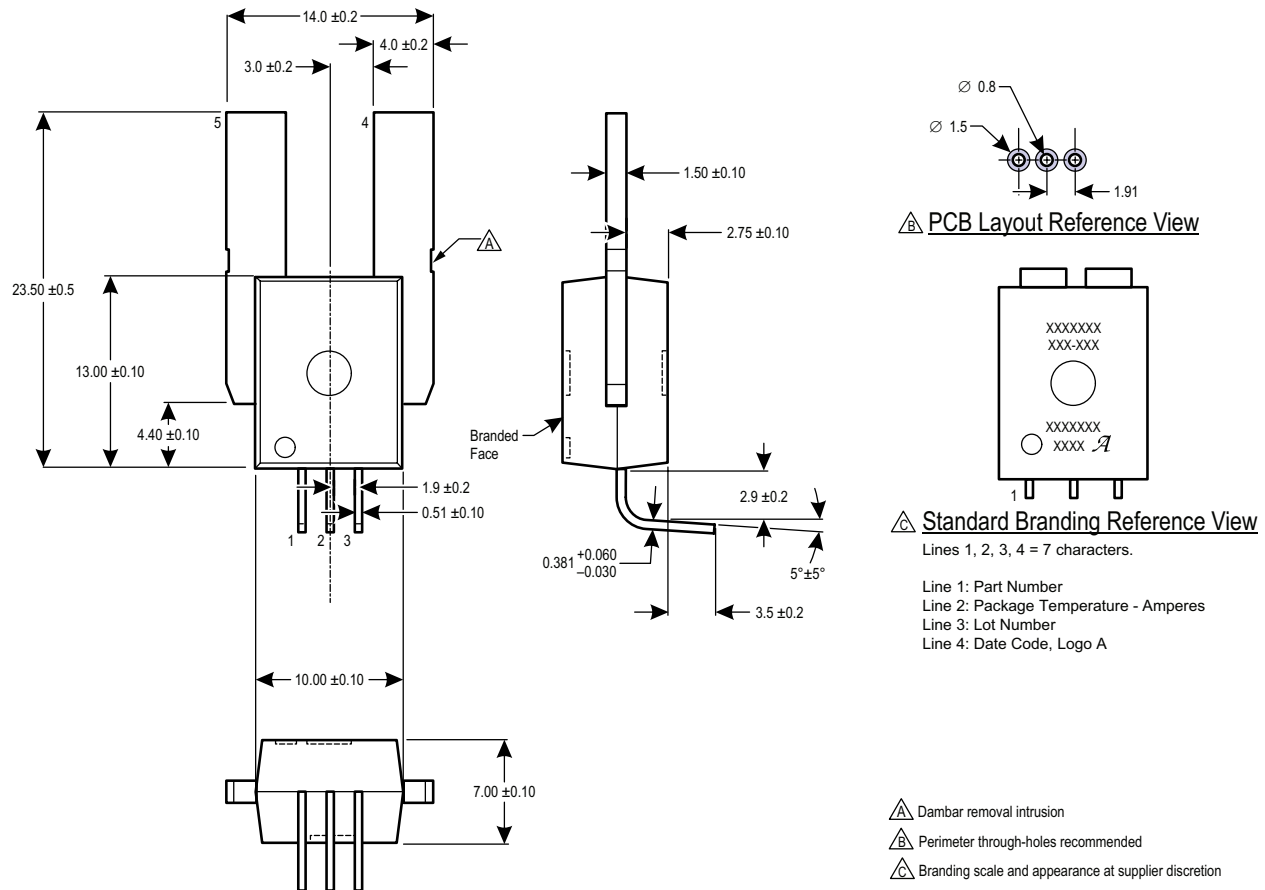 14.0 ±0.2
4.0 ±0.2
3.0 ±0.2
5
4
A
23.50 ±0.5
13.00 ±0.10
4.40 ±0.10
1.9 ±0.2
0.51 ±0.10
1 2 3
10.00 ±0.10
7.00 ±0.10
1.50 ±0.10
2.75 ±0.10
Branded
Face
2.9 ±0.2
0.381 +0.060
–0.030
5°±5°
3.5 ±0.2
Ø 0.8
Ø 1.5
1.91
B PCB Layout Reference View
XXXXXXX
XXX-XXX
XXXXXXX
XXXX A
1
C Standard Branding Reference View
Lines 1, 2, 3, 4 = 7 characters.
Line 1: Part Number
Line 2: Package Temperature - Amperes
Line 3: Lot Number
Line 4: Date Code, Logo A
A Dambar removal intrusion
B Perimeter through-holes recommended
C Branding scale and appearance at supplier discretion